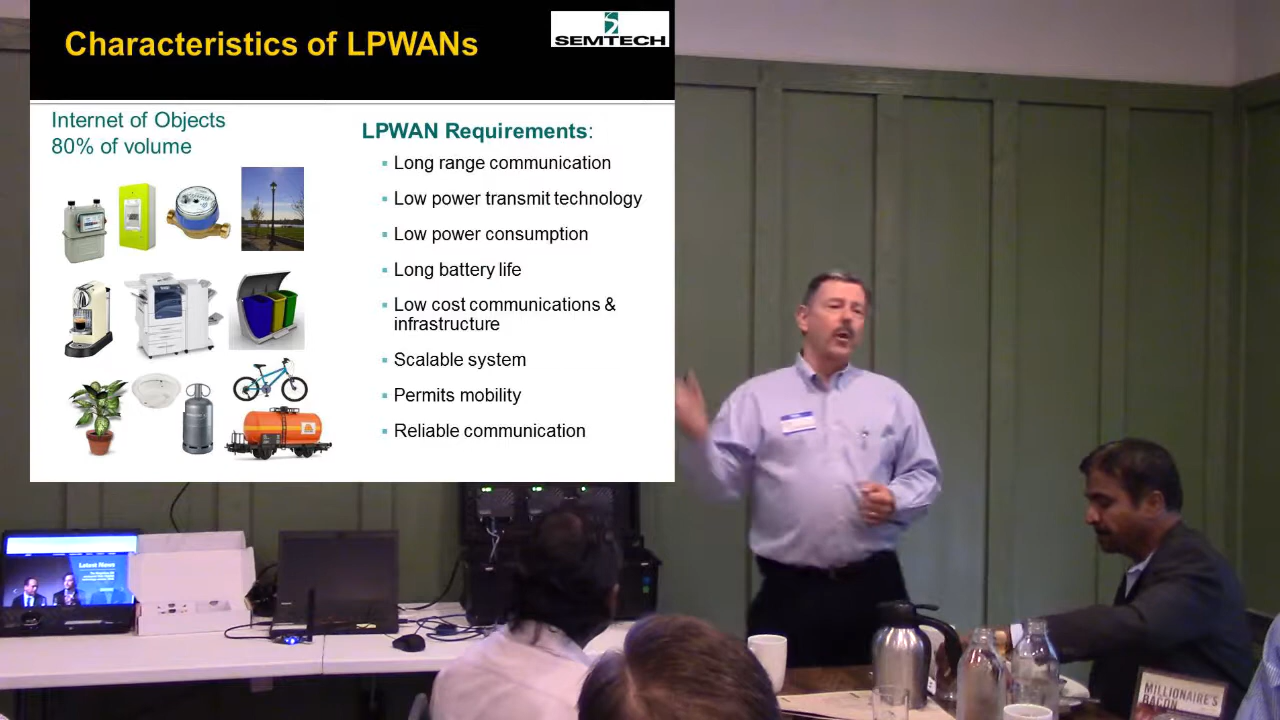 Characteristics of LPWANs
SEMTECH
Internet of Objects
80% of volume
LPWAN Requirements:
Long range communication
Low power transmit technology
Low power consumption
Long battery life
Low cost communications &
infrastructure
Scalable system
Permits mobility
Reliable communication
Latest News
MILLIONAIRE'S
BACON